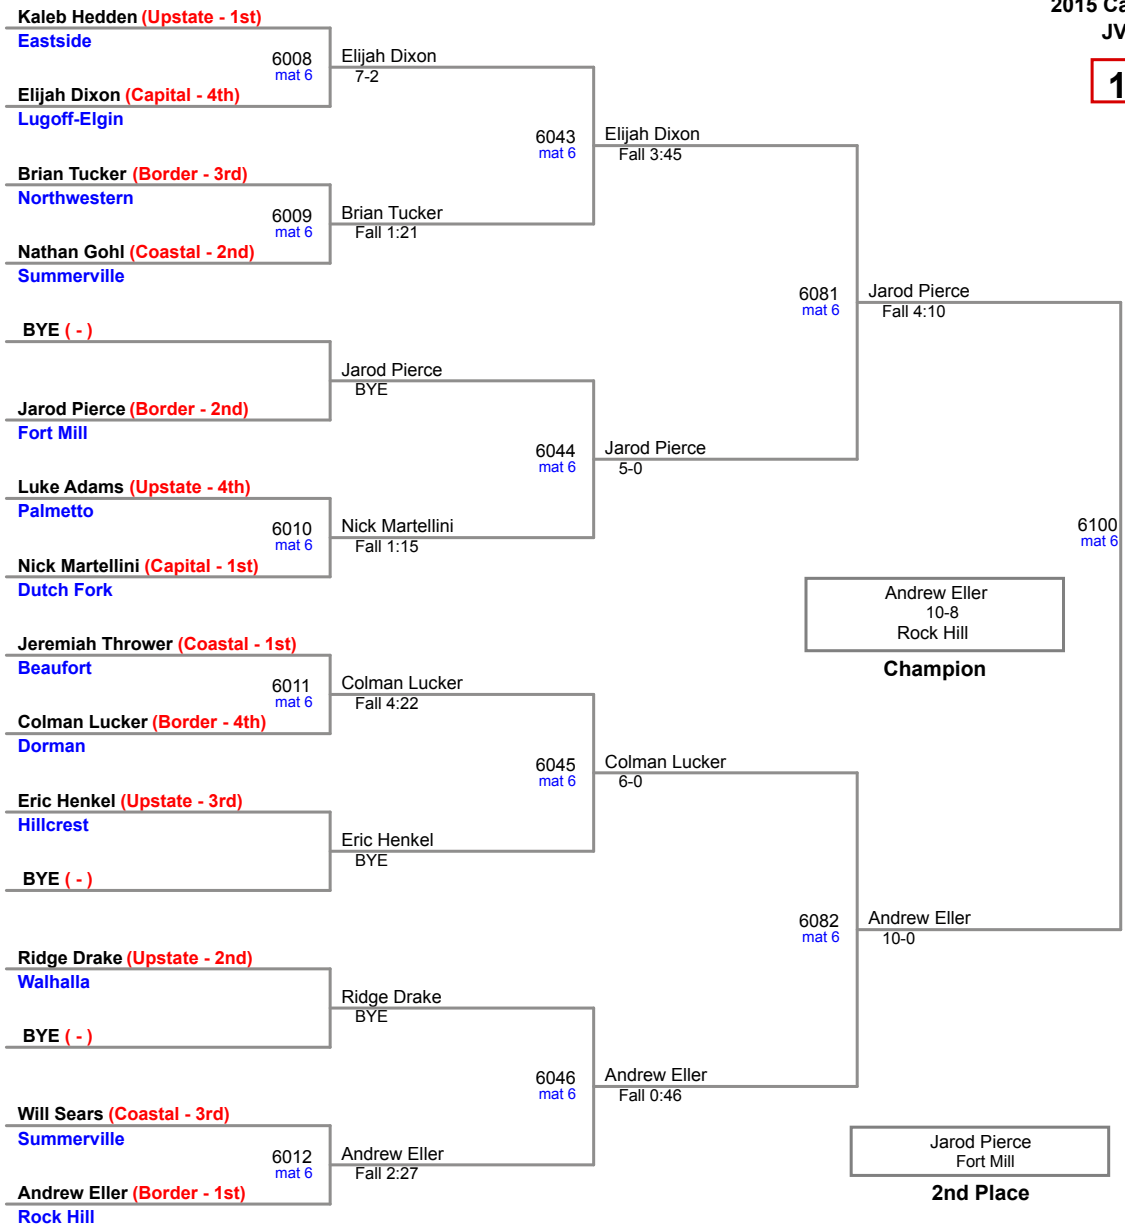 2015 Ca
JV
1
Kaleb Hedden (Upstate - 1st)
Eastside
6008
mat 6
Elijah Dixon
7-2
Elijah Dixon (Capital - 4th)
Lugoff-Elgin
6043
mat 6
Elijah Dixon
Fall 3:45
Brian Tucker (Border - 3rd)
Northwestern
6009
mat 6
Brian Tucker
Fall 1:21
Nathan Gohl (Coastal - 2nd)
Summerville
6081
mat 6
Jarod Pierce
Fall 4:10
BYE ( - )
Jarod Pierce
BYE
Jarod Pierce (Border - 2nd)
Fort Mill
6044
mat 6
Jarod Pierce
5-0
Luke Adams (Upstate - 4th)
Palmetto
6010
mat 6
Nick Martellini
Fall 1:15
6100
mat 6
Nick Martellini (Capital - 1st)
Dutch Fork
Andrew Eller
10-8
Rock Hill
Champion
Jeremiah Thrower (Coastal - 1st)
Beaufort
6011
mat 6
Colman Lucker
Fall 4:22
Colman Lucker (Border - 4th)
Dorman
6045
mat 6
Colman Lucker
6-0
Eric Henkel (Upstate - 3rd)
Hillcrest
Eric Henkel
BYE
BYE ( - )
6082
mat 6
Andrew Eller
10-0
Ridge Drake (Upstate - 2nd)
Walhalla
Ridge Drake
BYE
BYE ( - )
6046
mat 6
Andrew Eller
Fall 0:46
Will Sears (Coastal - 3rd)
Summerville
6012
mat 6
Andrew Eller
Fall 2:27
Andrew Eller (Border - 1st)
Rock Hill
Jarod Pierce
Fort Mill
2nd Place